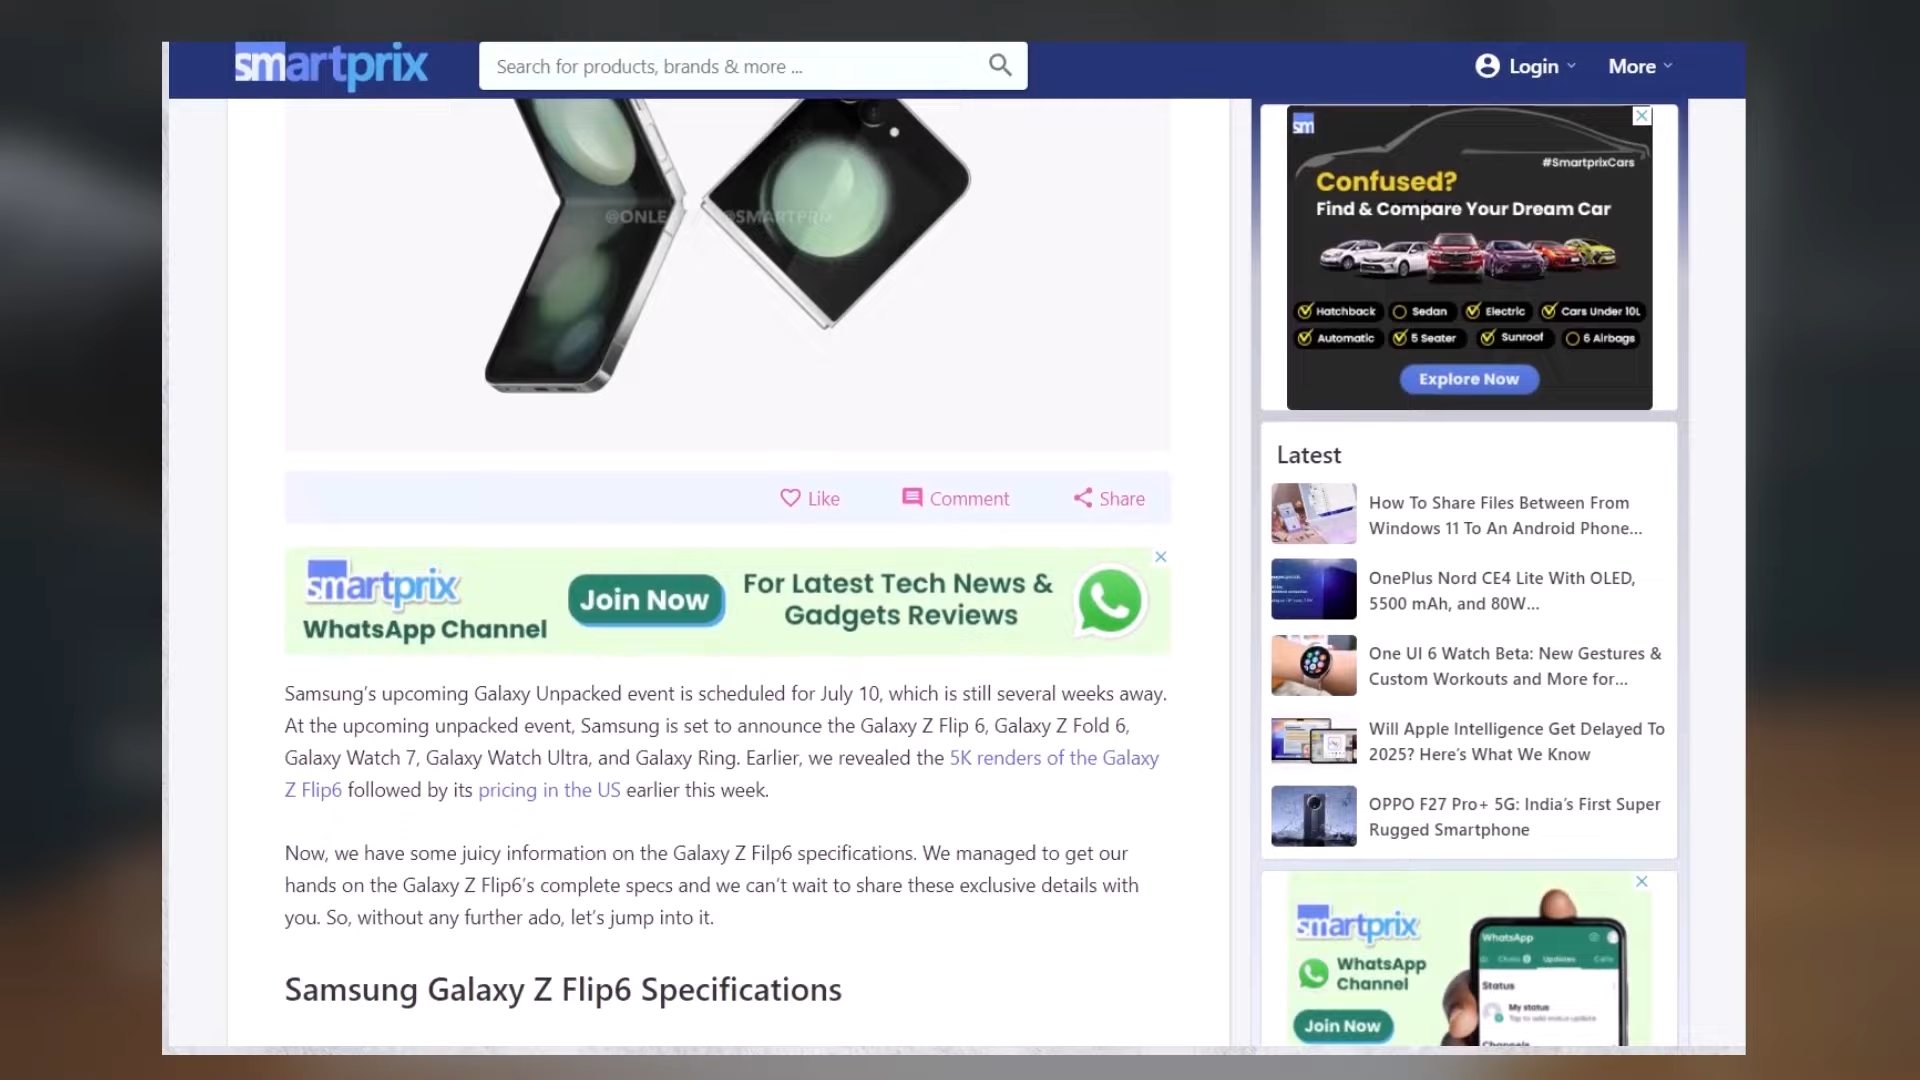 smartprix
Search for products, brands & more ...
Login
More
@ONLE
@SMARTPRIX
Like
Comment
Share
smartprix
WhatsApp Channel
Join Now
For Latest Tech News &
Gadgets Reviews
Samsung’s upcoming Galaxy Unpacked event is scheduled for July 10, which is still several weeks away.
At the upcoming unpacked event, Samsung is set to announce the Galaxy Z Flip 6, Galaxy Z Fold 6,
Galaxy Watch 7, Galaxy Watch Ultra, and Galaxy Ring. Earlier, we revealed the 5K renders of the Galaxy
Z Flip6 followed by its pricing in the US earlier this week.
Now, we have some juicy information on the Galaxy Z Filp6 specifications. We managed to get our
hands on the Galaxy Z Flip6’s complete specs and we can’t wait to share these exclusive details with
you. So, without any further ado, let’s jump into it.
Samsung Galaxy Z Flip6 Specifications
sm
#SmartprixCars
Confused?
Find & Compare Your Dream Car
Hatchback Sedan Electric Cars Under 10L
Automatic 5 Seater Sunroof 6 Airbags
Explore Now
Latest
How To Share Files Between From
Windows 11 To An Android Phone...
OnePlus Nord CE4 Lite With OLED,
5500 mAh, and 80W...
One UI 6 Watch Beta: New Gestures &
Custom Workouts and More for...
Will Apple Intelligence Get Delayed To
2025? Here’s What We Know
OPPO F27 Pro+ 5G: India’s First Super
Rugged Smartphone
smartprix
WhatsApp
Channel
Join Now
WhatsApp
Chats Updates Calls
Status
My status
Tap to add status update
Channels